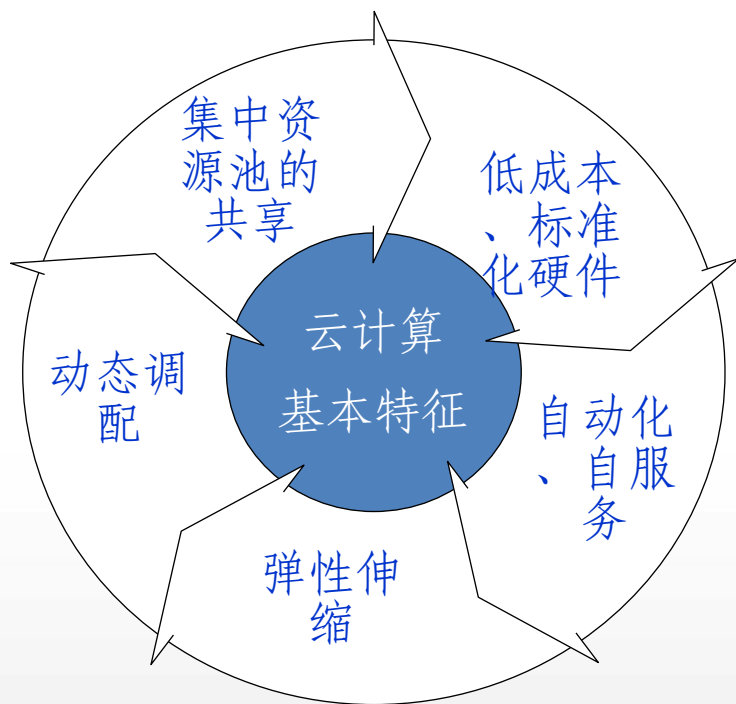 集中资
源池的
共享
低成本
、标准
化硬件
云计算
基本特征
动态调
配
自动化
、自服
务
弹性伸
缩